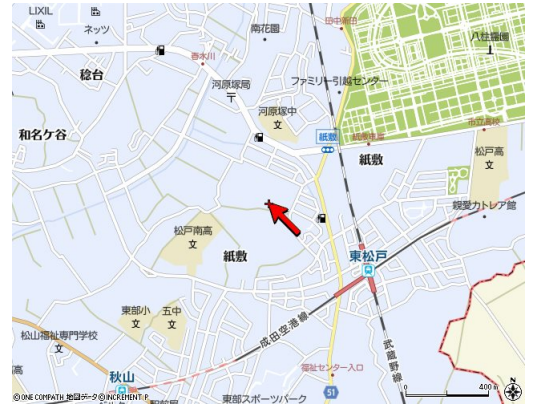 LIXIL
ネッツ
南花園
田中新田
八柱霊園
稔台
香水川
河原塚局
〒
ファミリー引越センター
河原塚中
文
和名ケ谷
紙敷
紙敷
市立高校
松戸高
文
親愛カトレア館
松戸南高
文
紙敷
東松戸
東部小
文
五中
文
成田空港線
武蔵野線
松山福祉専門学校
文
秋山
福祉センター入口
51
東部スポーツパーク
0
400m
N
© ONE COMPATH 地図データ © INCREMENT P